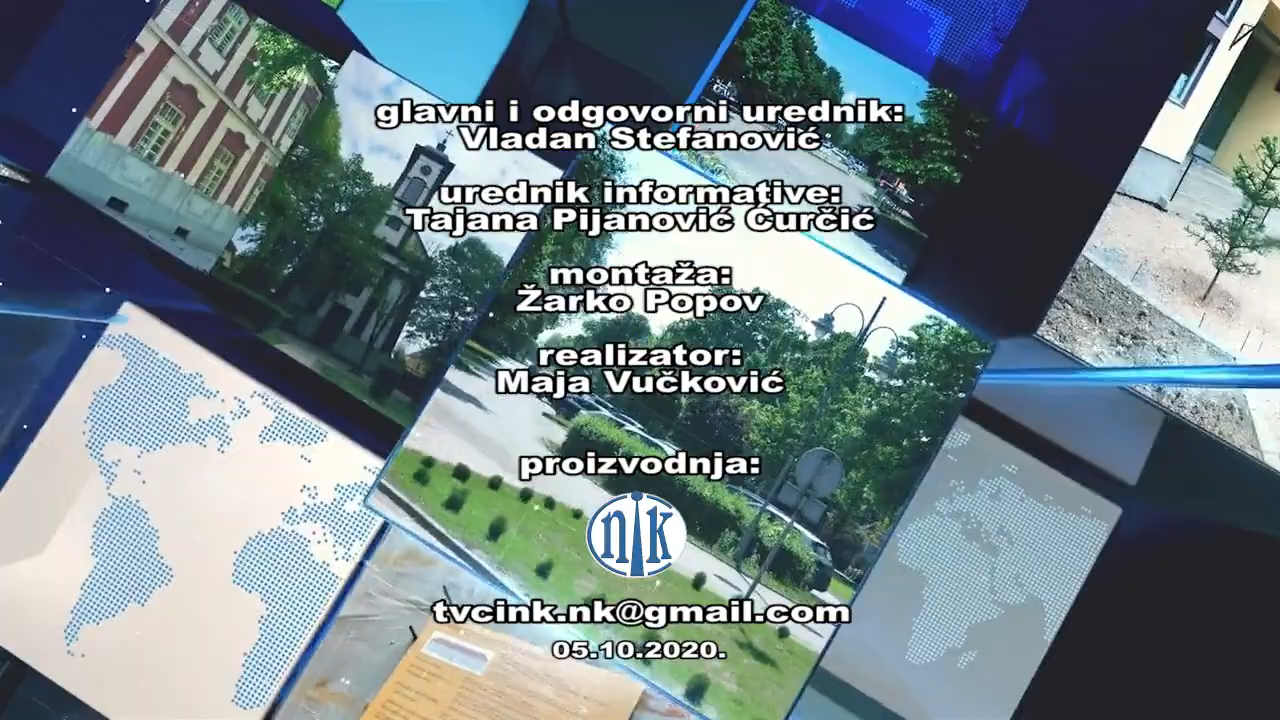 glavni i odgovorni urednik:
Vladan Stefanović
urednik informative:
Tajana Pijanović Ćurčić
montaža:
Žarko Popov
realizator:
Maja Vučković
proizvodnja:
nik
tvcink.nk@gmail.com
05.10.2020.